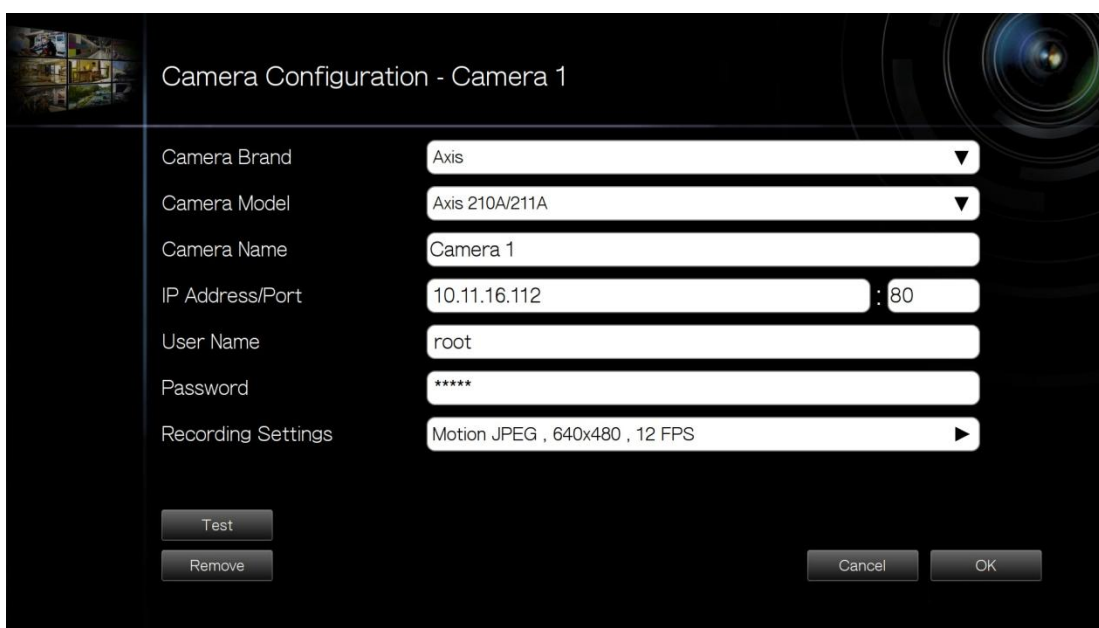 Camera Configuration - Camera 1
Camera Brand Axis ▼
Camera Model Axis 210A/211A ▼
Camera Name Camera 1
IP Address/Port 10.11.16.112 : 80
User Name root
Password *****
Recording Settings Motion JPEG , 640x480 , 12 FPS ►
Test
Remove Cancel OK